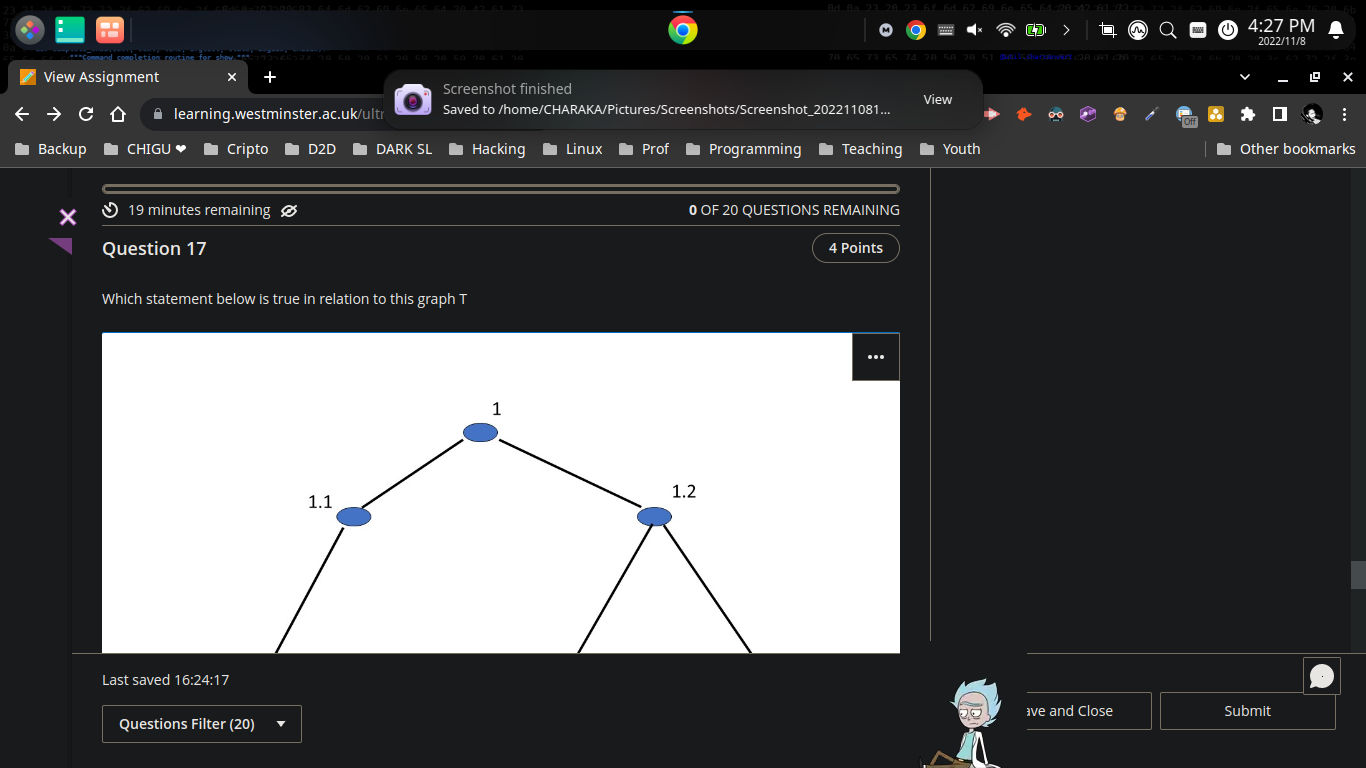 4:27 PM
2022/11/8
View Assignment
Screenshot finished
Saved to /home/CHARAKA/Pictures/Screenshots/Screenshot_202211081...
View
learning.westminster.ac.uk/ultr
Off
Backup CHIGU ❤ Cripto D2D DARK SL Hacking Linux Prof Programming Teaching Youth Other bookmarks
19 minutes remaining 0 OF 20 QUESTIONS REMAINING
Question 17 4 Points
Which statement below is true in relation to this graph T
1
1.1
1.2
Last saved 16:24:17
Questions Filter (20)
ave and Close
Submit